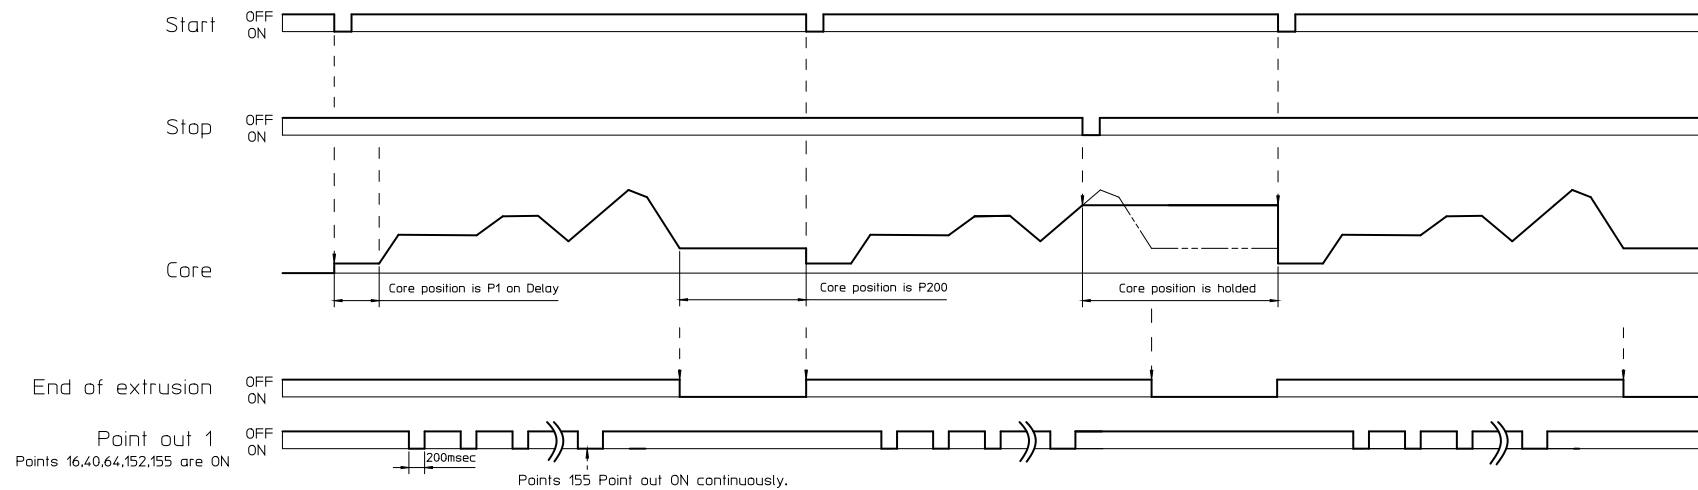 Start OFF
ON
Stop OFF
ON
Core
Core position is P1 on Delay
Core position is P200
Core position is holded
End of extrusion OFF
ON
Point out 1 OFF
ON
Points 16,40,64,152,155 are ON
200msec
Points 155 Point out ON continuously.